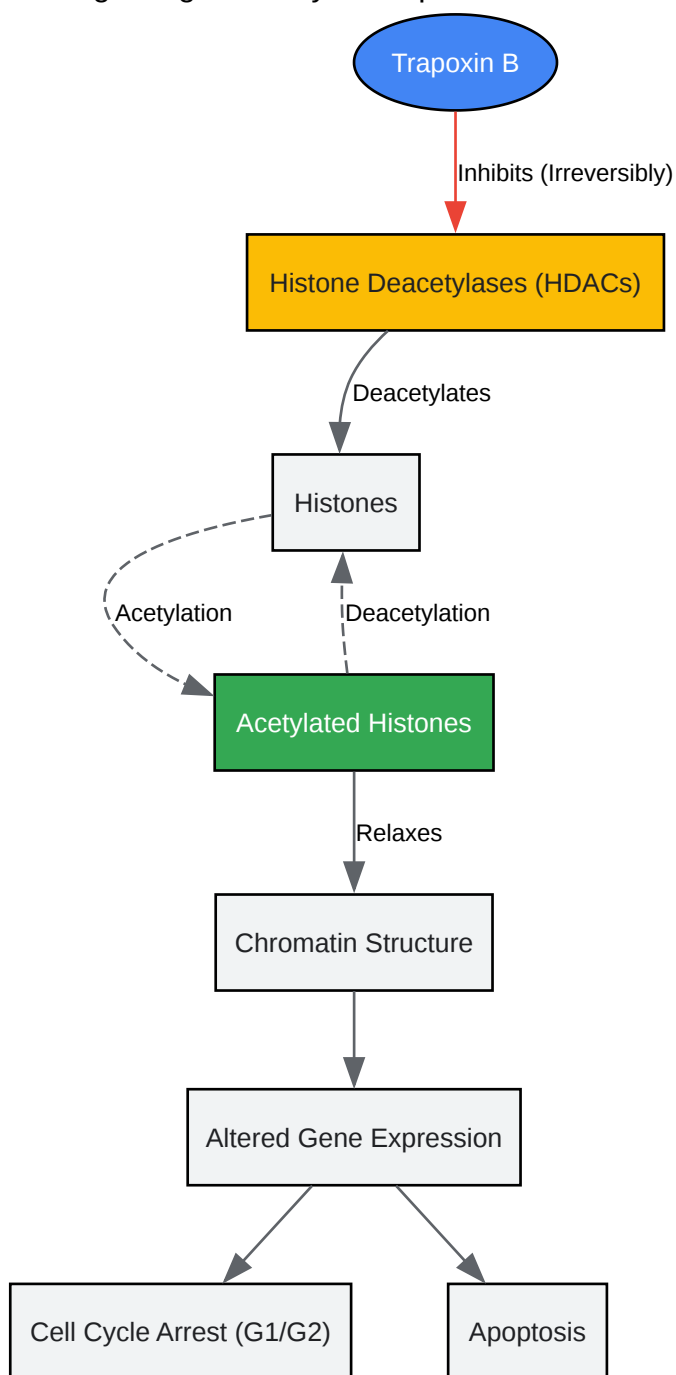 Trapoxin B
Inhibits (Irreversibly)
Histone Deacetylases (HDACs)
Deacetylates
Histones
Acetylation
Deacetylation
Acetylated Histones
Relaxes
Chromatin Structure
Altered Gene Expression
Cell Cycle Arrest (G1/G2)
Apoptosis